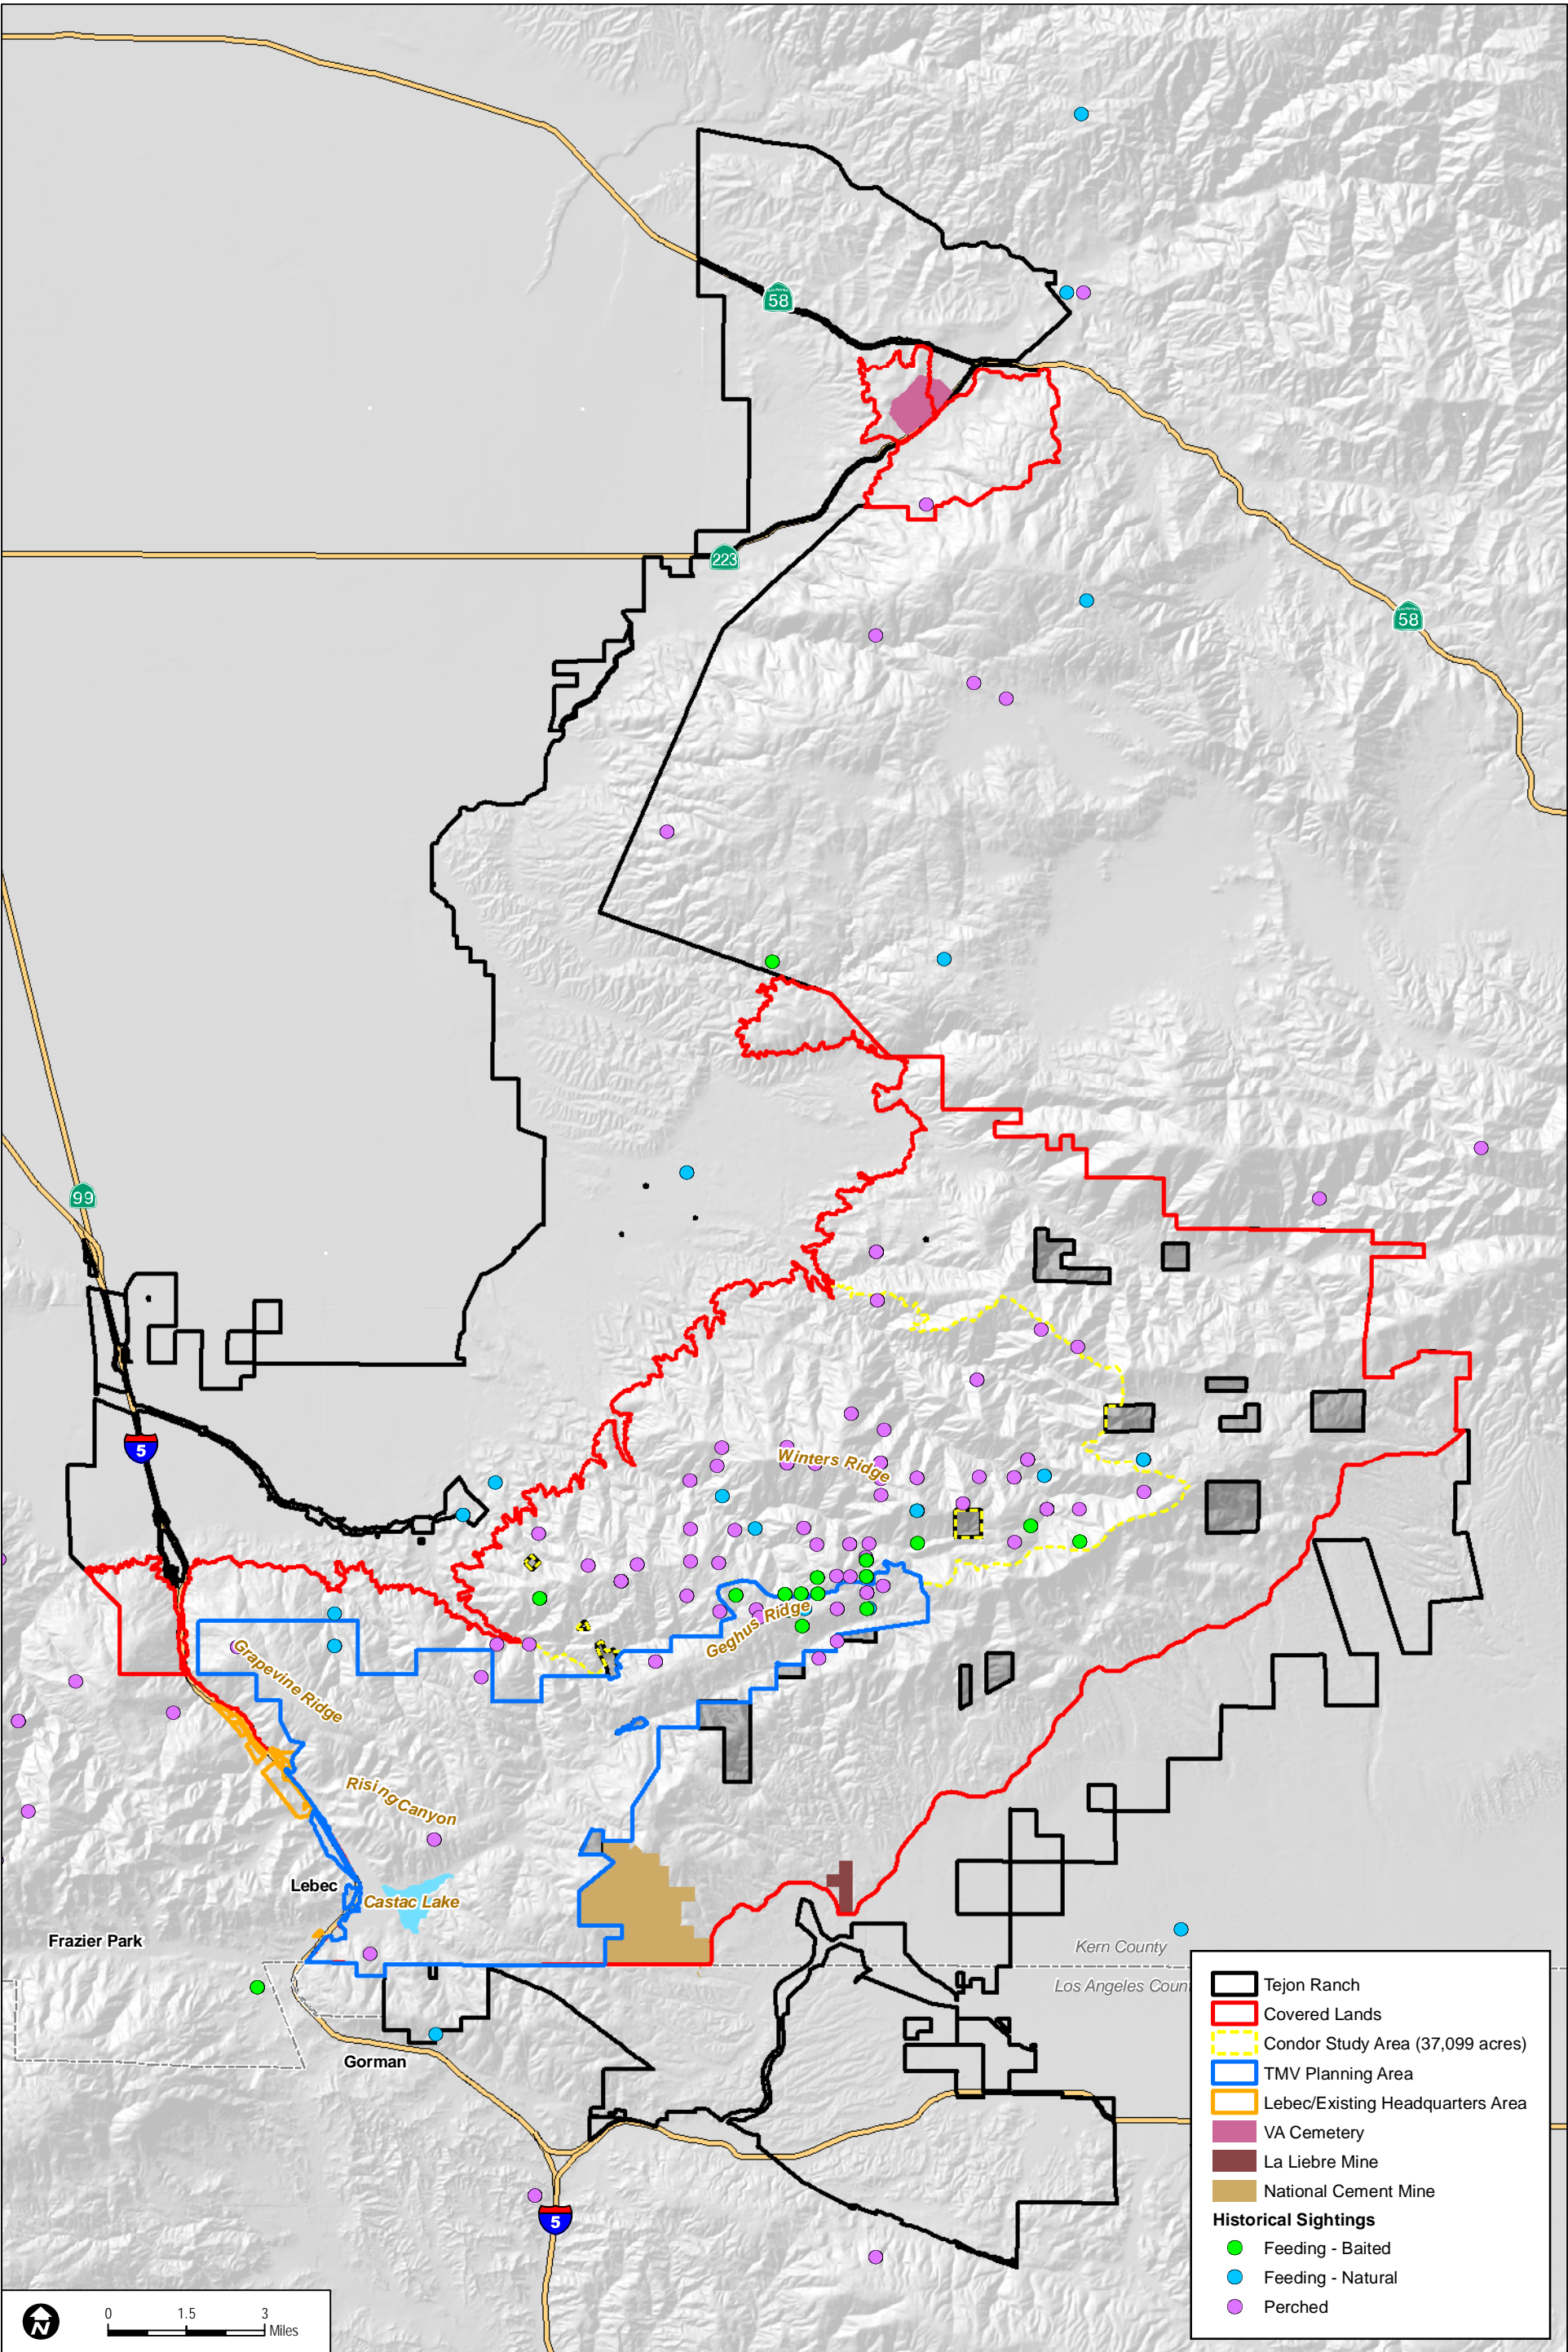 58
223
58
99
5
Winters Ridge
Geghus Ridge
Grapevine Ridge
Rising Canyon
Lebec
Castac Lake
Frazier Park
Kern County
Los Angeles Coun
Gorman
5
Tejon Ranch
Covered Lands
Condor Study Area (37,099 acres)
TMV Planning Area
Lebec/Existing Headquarters Area
VA Cemetery
La Liebre Mine
National Cement Mine
Historical Sightings
Feeding - Baited
Feeding - Natural
Perched
N
0 1.5 3
Miles